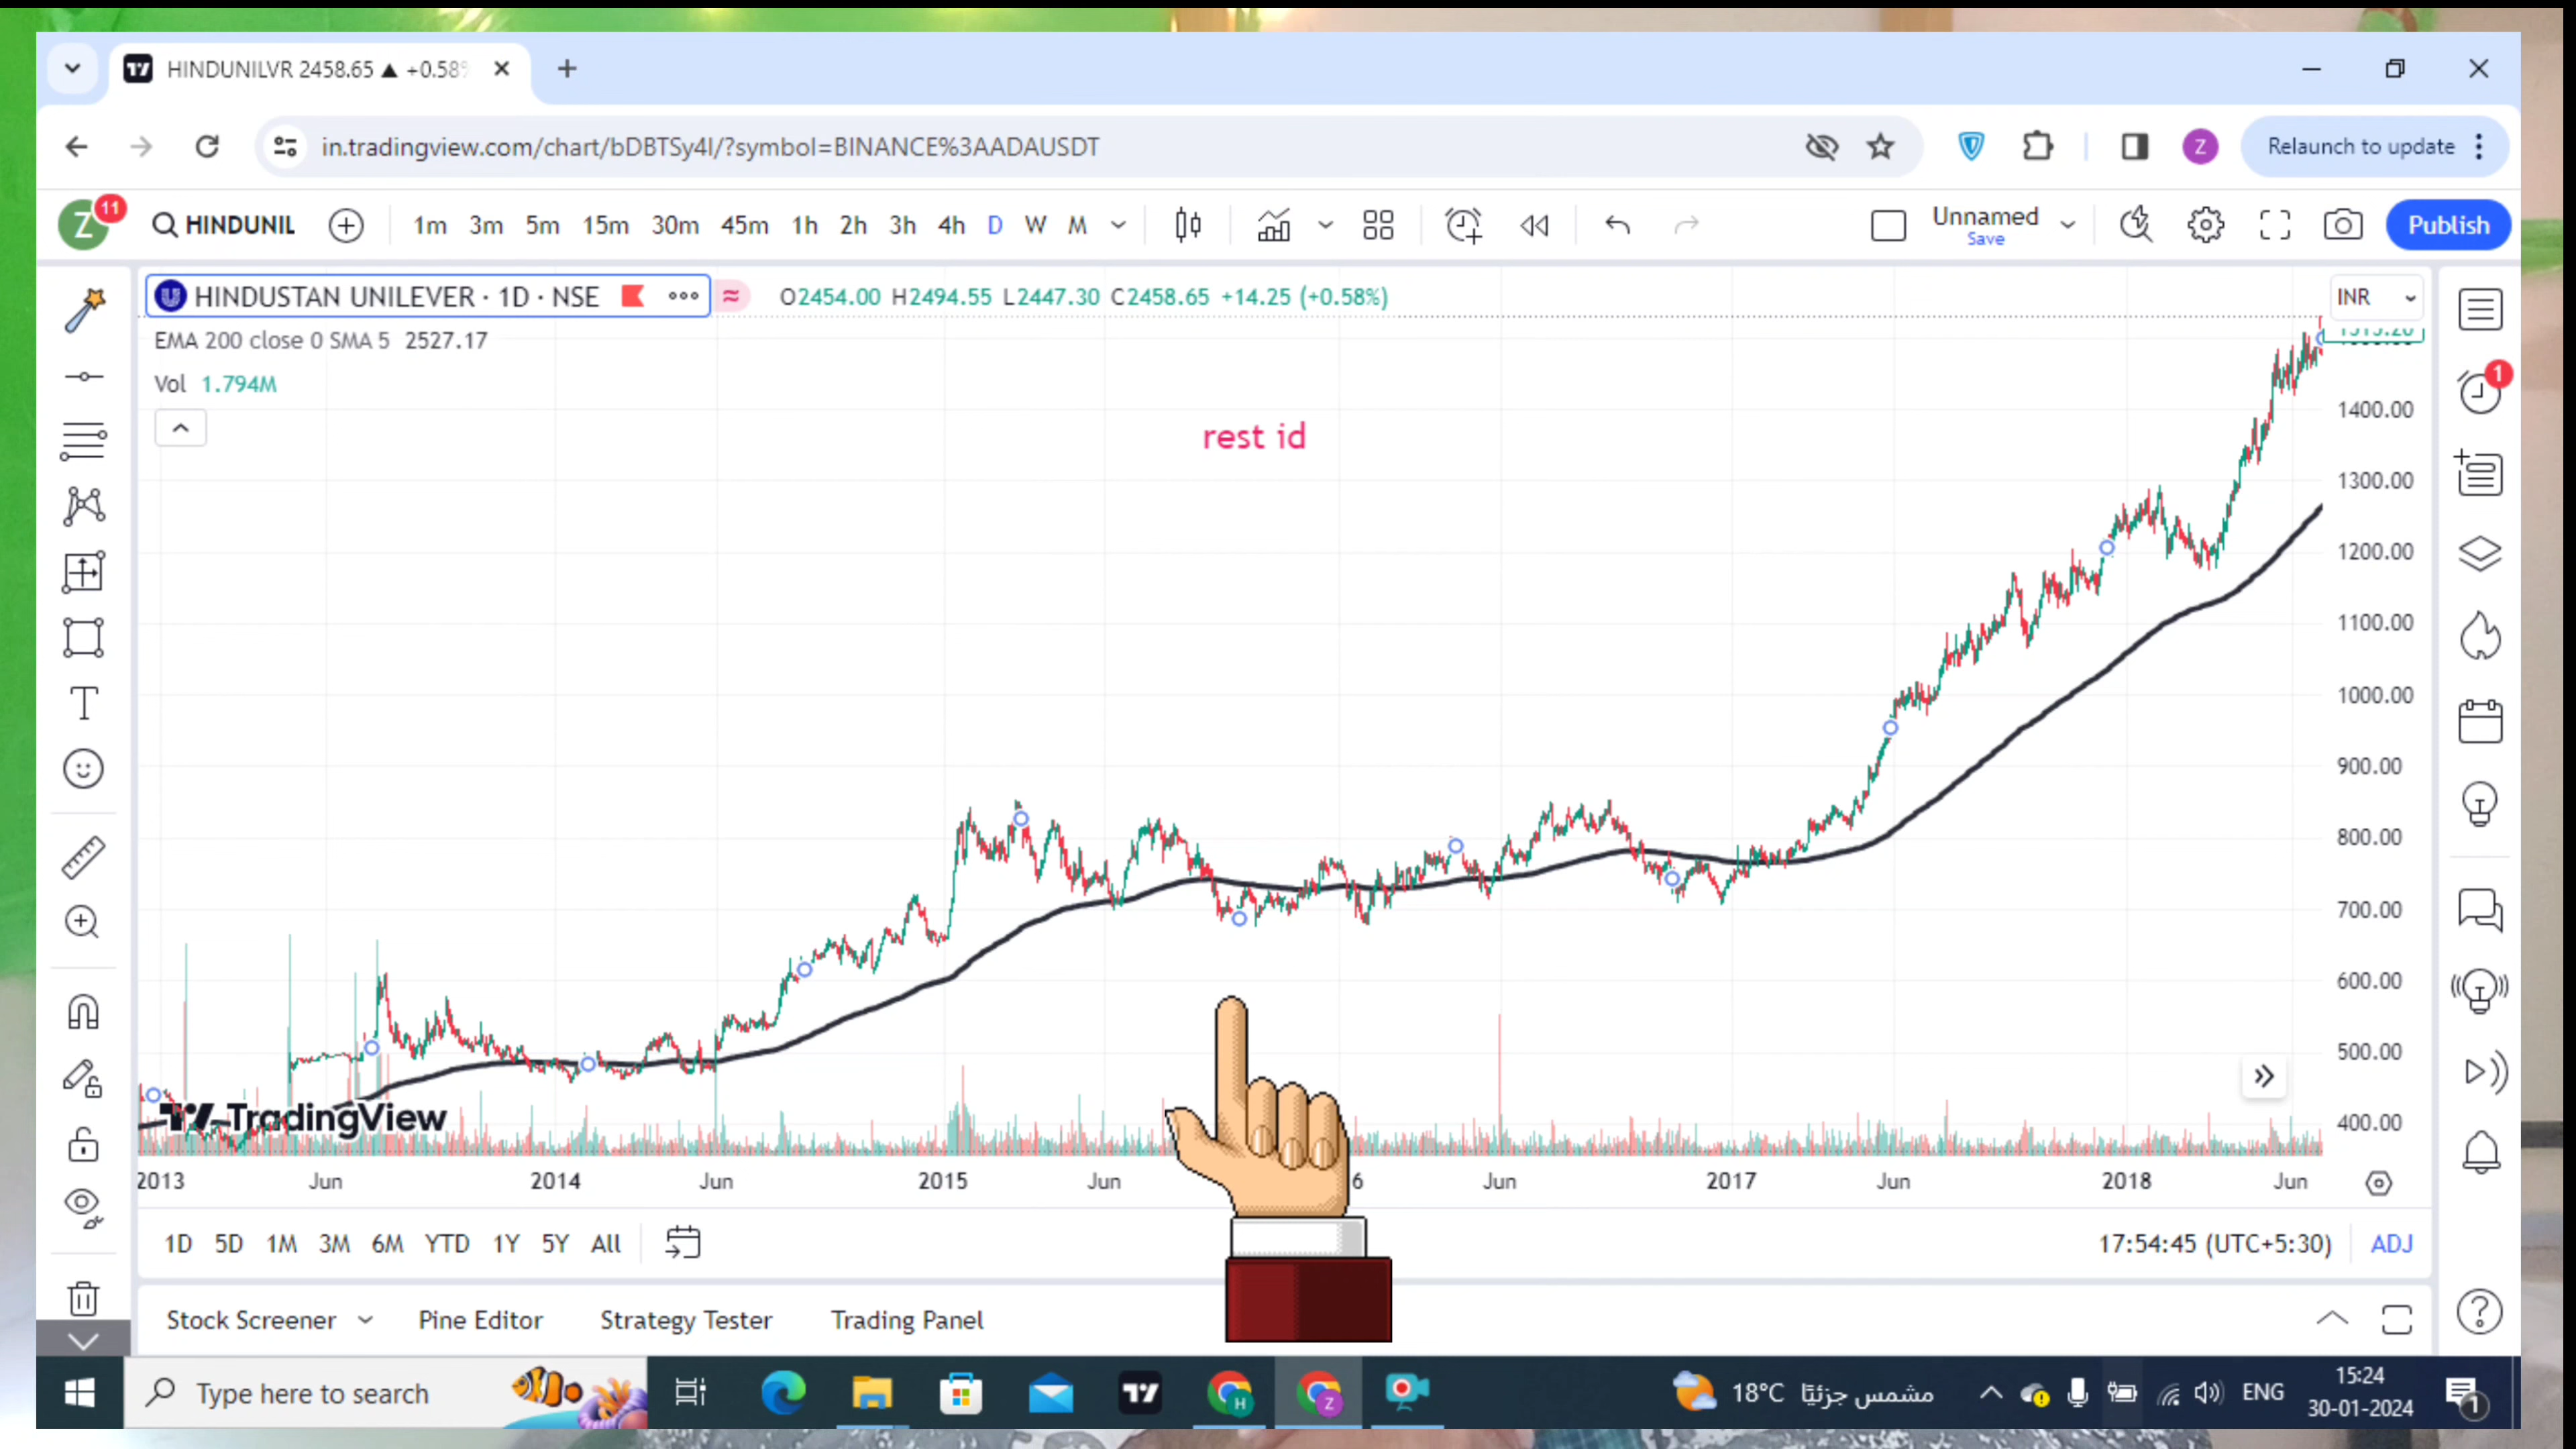 HINDUNILVR 2458.65 ▲ +0.58%
in.tradingview.com/chart/bDBTSy4I/?symbol=BINANCE%3AADAUSDT
Z
Relaunch to update
Z 11
HINDUNIL
1m 3m 5m 15m 30m 45m 1h 2h 3h 4h D W M
Unnamed
Save
Publish
HINDUSTAN UNILEVER · 1D · NSE
O2454.00 H2494.55 L2447.30 C2458.65 +14.25 (+0.58%)
INR
EMA 200 close 0 SMA 5 2527.17
Vol 1.794M
1
1400.00
rest id
1300.00
1200.00
1100.00
1000.00
900.00
800.00
700.00
600.00
500.00
400.00
TradingView
2013 Jun 2014 Jun 2015 Jun 6 Jun 2017 Jun 2018 Jun
1D 5D 1M 3M 6M YTD 1Y 5Y All
17:54:45 (UTC+5:30) ADJ
Stock Screener Pine Editor Strategy Tester Trading Panel
Type here to search
H
Z
18°C مشمس جزئيًا
ENG
15:24
30-01-2024
1